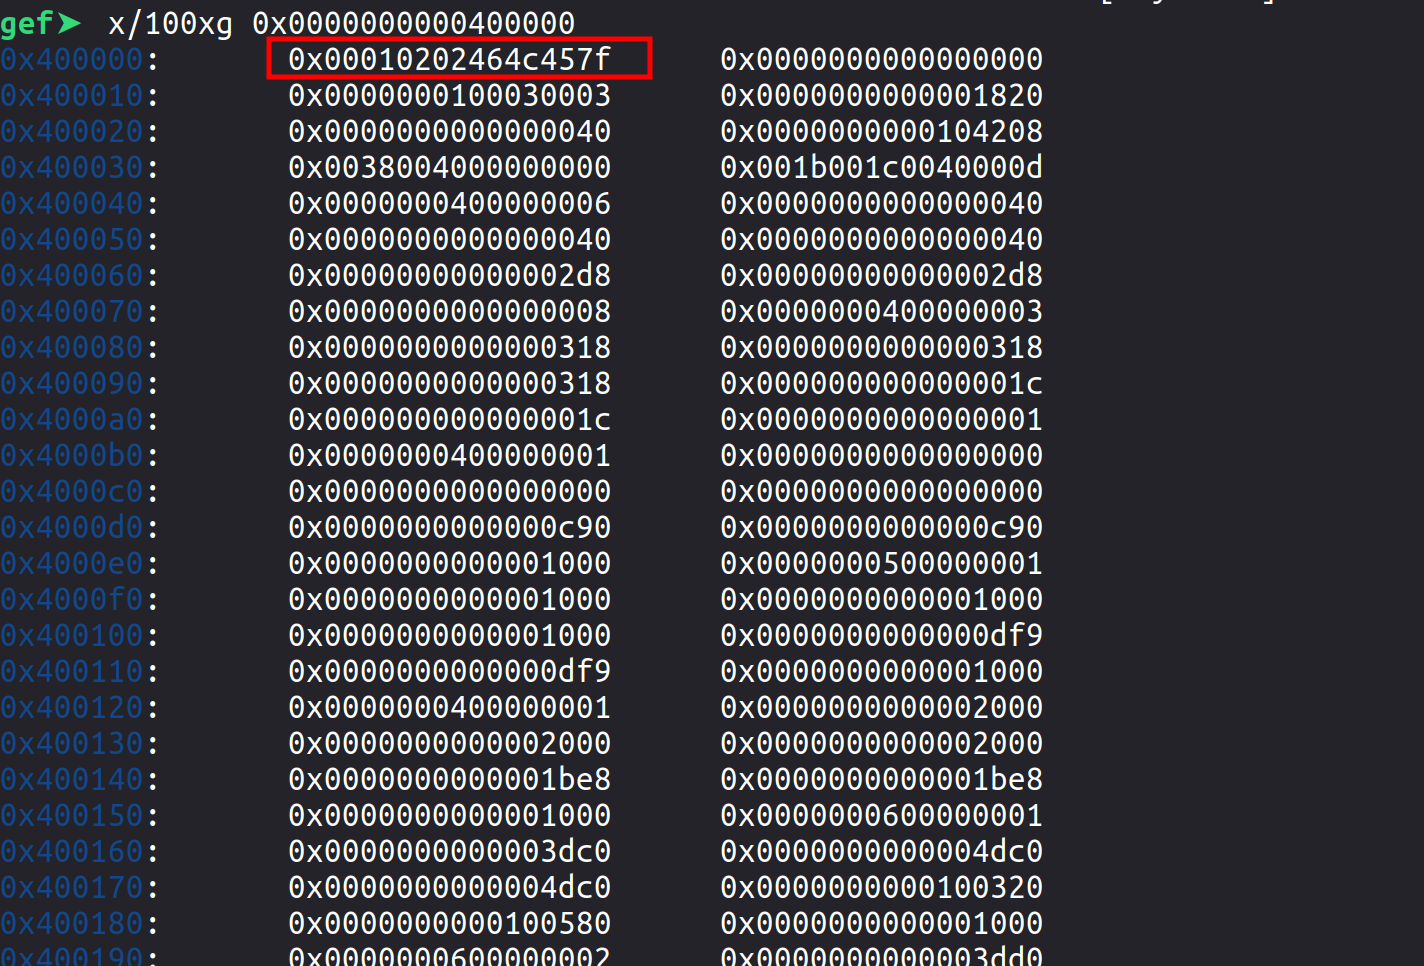 gef➤ x/100xg 0x0000000000400000
0x400000: 0x00010202464c457f 0x0000000000000000
0x400010: 0x0000000100030003 0x0000000000001820
0x400020: 0x0000000000000040 0x0000000000104208
0x400030: 0x0038004000000000 0x001b001c0040000d
0x400040: 0x0000000400000006 0x0000000000000040
0x400050: 0x0000000000000040 0x0000000000000040
0x400060: 0x00000000000002d8 0x00000000000002d8
0x400070: 0x0000000000000008 0x0000000400000003
0x400080: 0x0000000000000318 0x0000000000000318
0x400090: 0x0000000000000318 0x000000000000001c
0x4000a0: 0x000000000000001c 0x0000000000000001
0x4000b0: 0x0000000400000001 0x0000000000000000
0x4000c0: 0x0000000000000000 0x0000000000000000
0x4000d0: 0x0000000000000c90 0x0000000000000c90
0x4000e0: 0x0000000000001000 0x0000000500000001
0x4000f0: 0x0000000000001000 0x0000000000001000
0x400100: 0x0000000000001000 0x0000000000000df9
0x400110: 0x0000000000000df9 0x0000000000001000
0x400120: 0x0000000400000001 0x0000000000002000
0x400130: 0x0000000000002000 0x0000000000002000
0x400140: 0x0000000000001be8 0x0000000000001be8
0x400150: 0x0000000000001000 0x0000000600000001
0x400160: 0x0000000000003dc0 0x0000000000004dc0
0x400170: 0x0000000000004dc0 0x0000000000100320
0x400180: 0x0000000000100580 0x0000000000001000
0x400190: 0x0000000600000002 0x0000000000003dd0